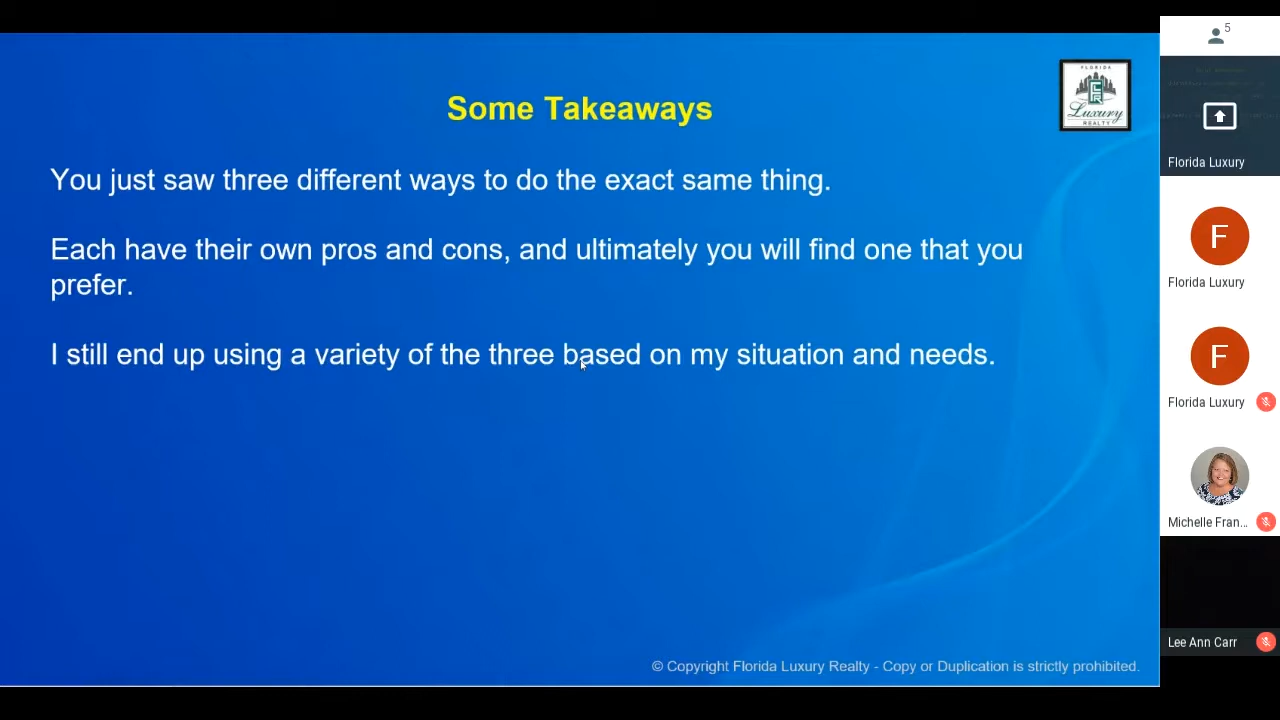 5
Some Takeaways
FLORIDA
LR
Luxury
REALTY
You just saw three different ways to do the exact same thing.
Each have their own pros and cons, and ultimately you will find one that you
prefer.
I still end up using a variety of the three based on my situation and needs.
© Copyright Florida Luxury Realty - Copy or Duplication is strictly prohibited.
Florida Luxury
F
Florida Luxury
F
Florida Luxury
Michelle Fran...
Lee Ann Carr